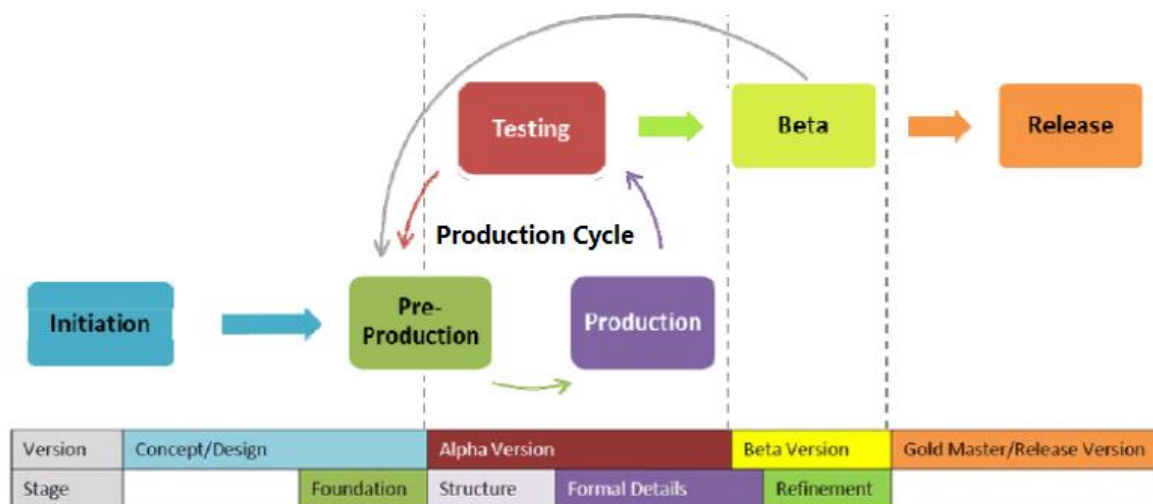 Testing
Beta
Release
Production Cycle
Initiation
Pre-
Production
Production
Version Concept/Design Alpha Version Beta Version Gold Master/Release Version
Stage Foundation Structure Formal Details Refinement